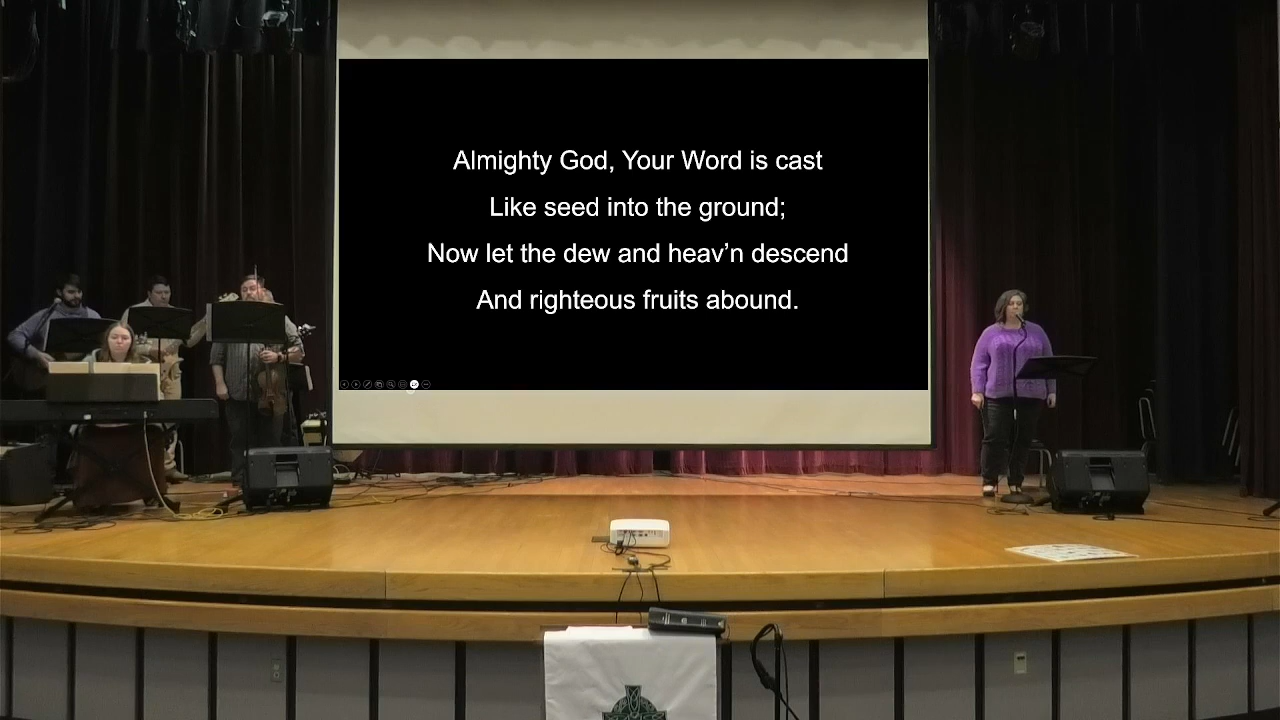 Almighty God, Your Word is cast
Like seed into the ground;
Now let the dew and heav’n descend
And righteous fruits abound.